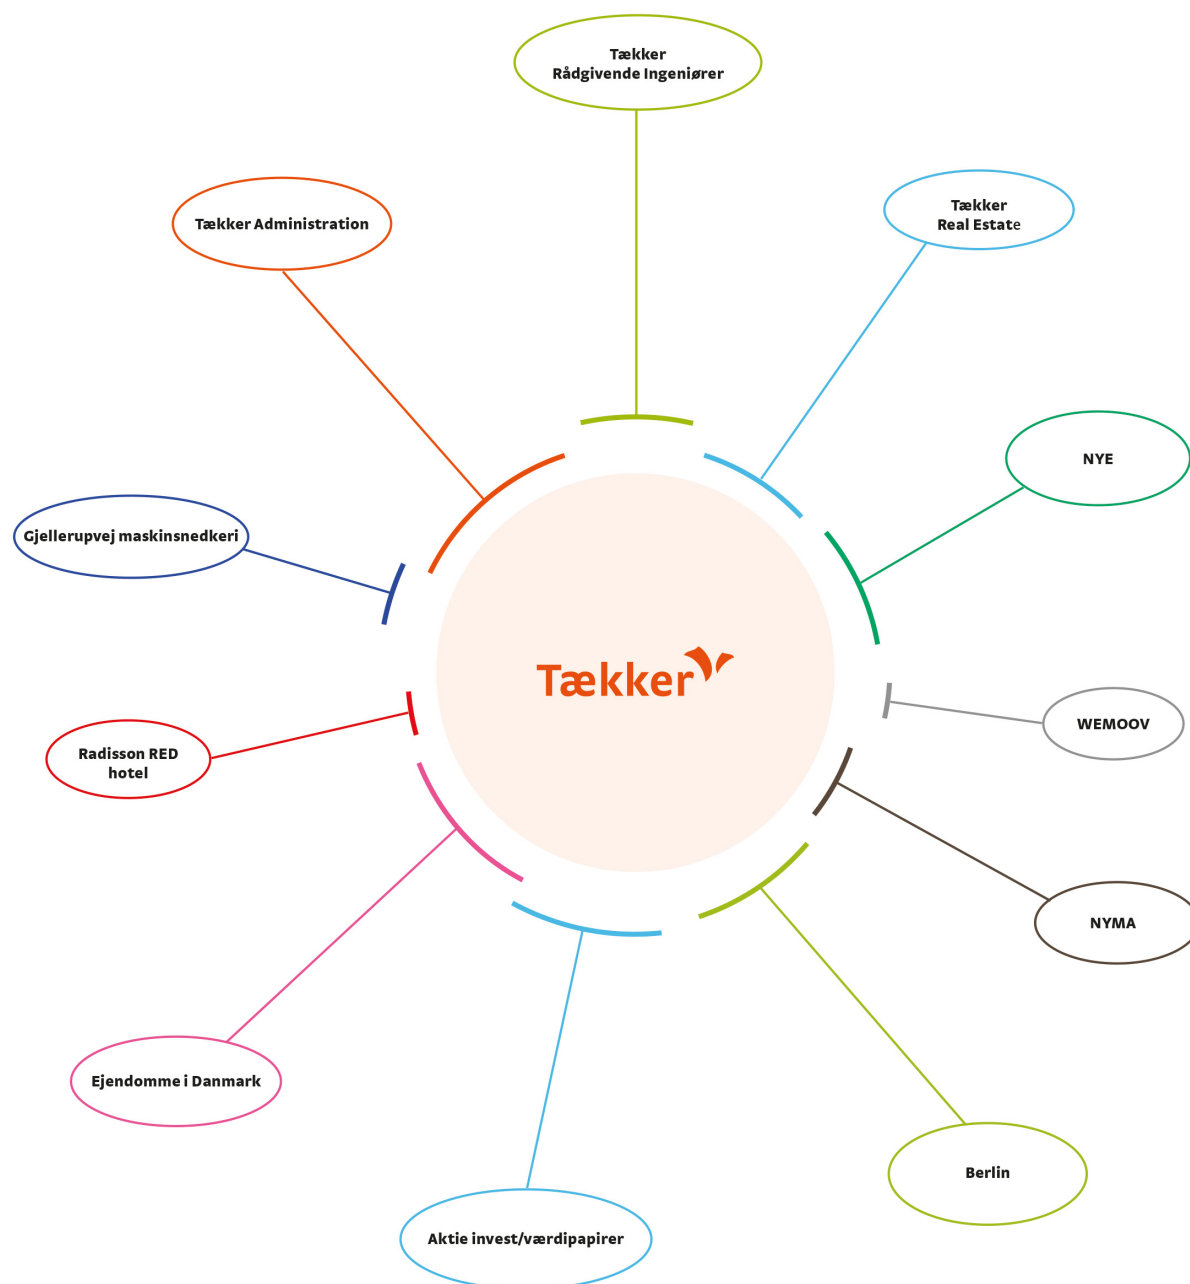 Tækker
Rådgivende Ingeniører
Tækker
Real Estate
Tækker Administration
NYE
Gjellerupvej maskinsnedkeri
Tækker
WEMOOV
Radisson RED
hotel
NYMA
Ejendomme i Danmark
Berlin
Aktie invest/værdipapirer